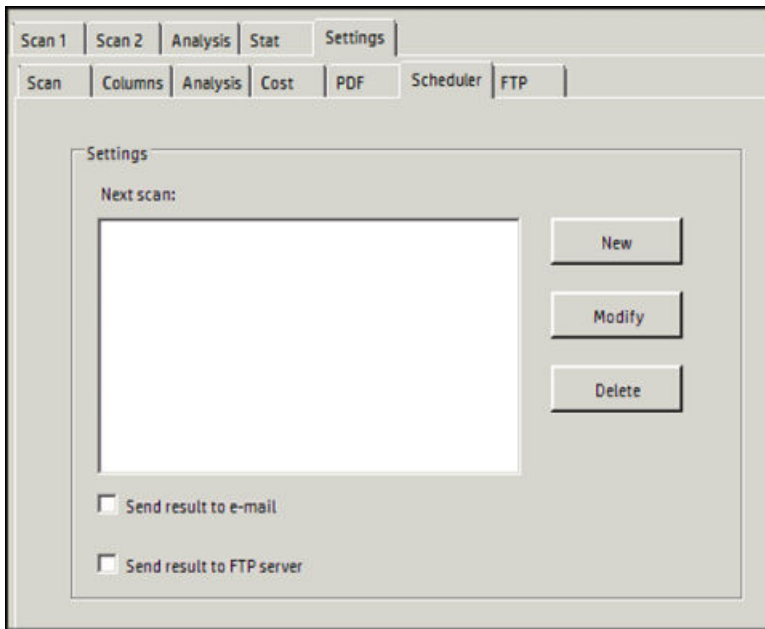 Scan 1 Scan 2 Analysis Stat Settings
Scan Columns Analysis Cost PDF Scheduler FTP
Settings
Next scan:
New
Modify
Delete
Send result to e-mail
Send result to FTP server